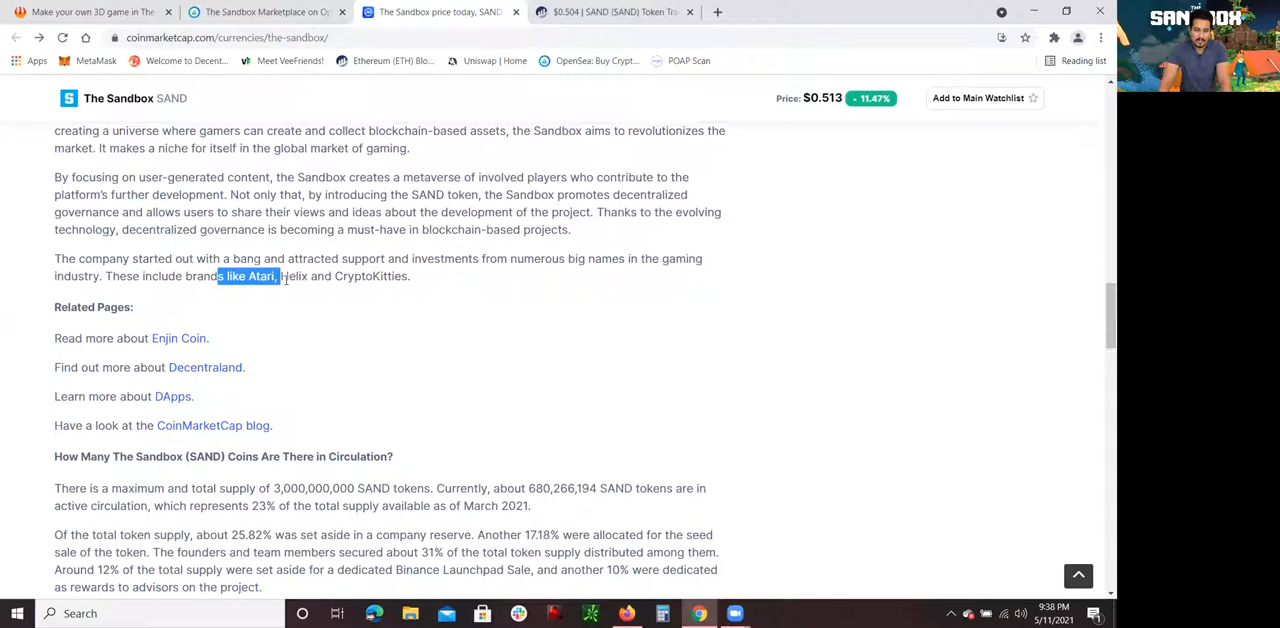 Make your own 3D game in The
The Sandbox Marketplace on Op
The Sandbox price today, SAND
$0.504 | SAND (SAND) Token Tra
coinmarketcap.com/currencies/the-sandbox/
Apps
MetaMask
Welcome to Decent...
Meet VeeFriends!
Ethereum (ETH) Blo...
Uniswap | Home
OpenSea: Buy Crypt...
POAP Scan
Reading list
The Sandbox SAND
Price: $0.513
11.47%
Add to Main Watchlist
creating a universe where gamers can create and collect blockchain-based assets, the Sandbox aims to revolutionizes the
market. It makes a niche for itself in the global market of gaming.
By focusing on user-generated content, the Sandbox creates a metaverse of involved players who contribute to the
platform's further development. Not only that, by introducing the SAND token, the Sandbox promotes decentralized
governance and allows users to share their views and ideas about the development of the project. Thanks to the evolving
technology, decentralized governance is becoming a must-have in blockchain-based projects.
The company started out with a bang and attracted support and investments from numerous big names in the gaming
industry. These include brands like Atari, Helix and CryptoKitties.
Related Pages:
Read more about Enjin Coin.
Find out more about Decentraland.
Learn more about DApps.
Have a look at the CoinMarketCap blog.
How Many The Sandbox (SAND) Coins Are There in Circulation?
There is a maximum and total supply of 3,000,000,000 SAND tokens. Currently, about 680,266,194 SAND tokens are in
active circulation, which represents 23% of the total supply available as of March 2021.
Of the total token supply, about 25.82% was set aside in a company reserve. Another 17.18% were allocated for the seed
sale of the token. The founders and team members secured about 31% of the total token supply distributed among them.
Around 12% of the total supply were set aside for a dedicated Binance Launchpad Sale, and another 10% were dedicated
as rewards to advisors on the project.
Search
9:38 PM
5/11/2021